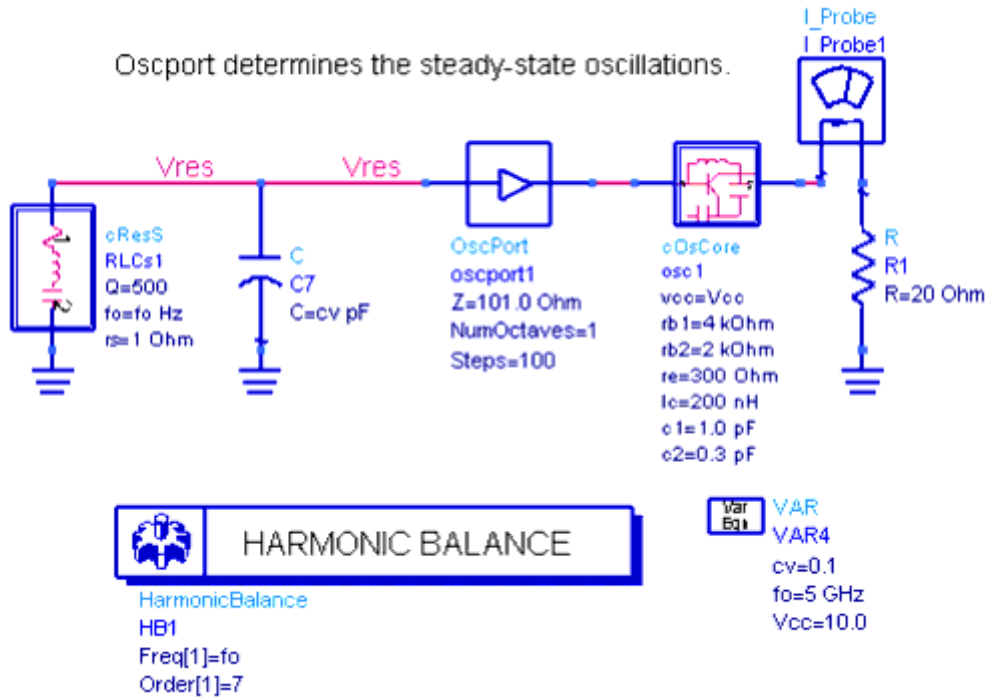 I_Probe
I_Probe1
Oscport determines the steady-state oscillations.
Vres
Vres
1
2
cResS
RLCs1
Q=500
fo=fo Hz
rs=1 Ohm
C
C7
C=cv pF
OscPort
oscport1
Z=101.0 Ohm
NumOctaves=1
Steps=100
cOsCore
osc1
vcc=Vcc
rb1=4 kOhm
rb2=2 kOhm
re=300 Ohm
lc=200 nH
c1=1.0 pF
c2=0.3 pF
R
R1
R=20 Ohm
HARMONIC BALANCE
HarmonicBalance
HB1
Freq[1]=fo
Order[1]=7
Var
Eqn
VAR
VAR4
cv=0.1
fo=5 GHz
Vcc=10.0